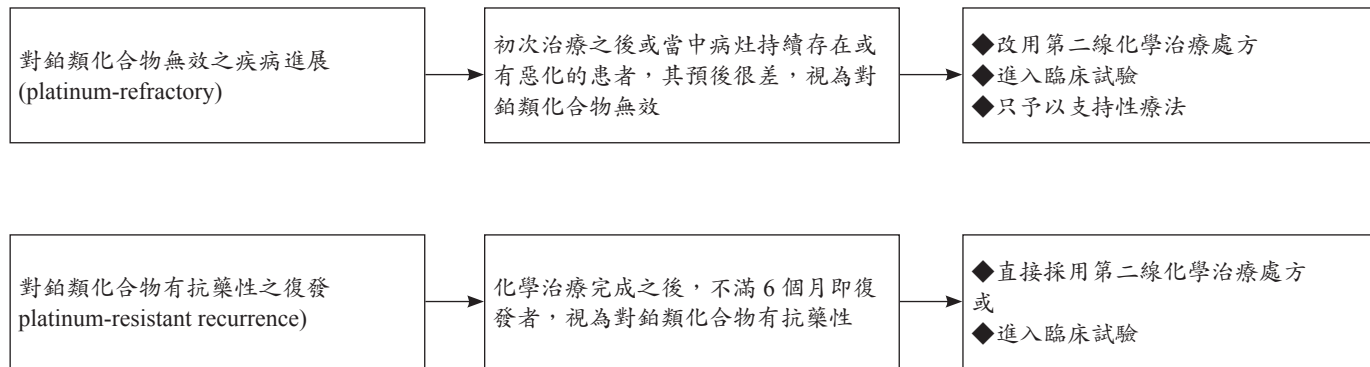 對鉑類化合物無效之疾病進展
(platinum-refractory)
初次治療之後或當中病灶持續存在或
有惡化的患者，其預後很差，視為對
鉑類化合物無效
◆改用第二線化學治療處方
◆進入臨床試驗
◆只予以支持性療法
對鉑類化合物有抗藥性之復發
platinum-resistant recurrence)
化學治療完成之後，不滿 6 個月即復
發者，視為對鉑類化合物有抗藥性
◆直接採用第二線化學治療處方
或
◆進入臨床試驗